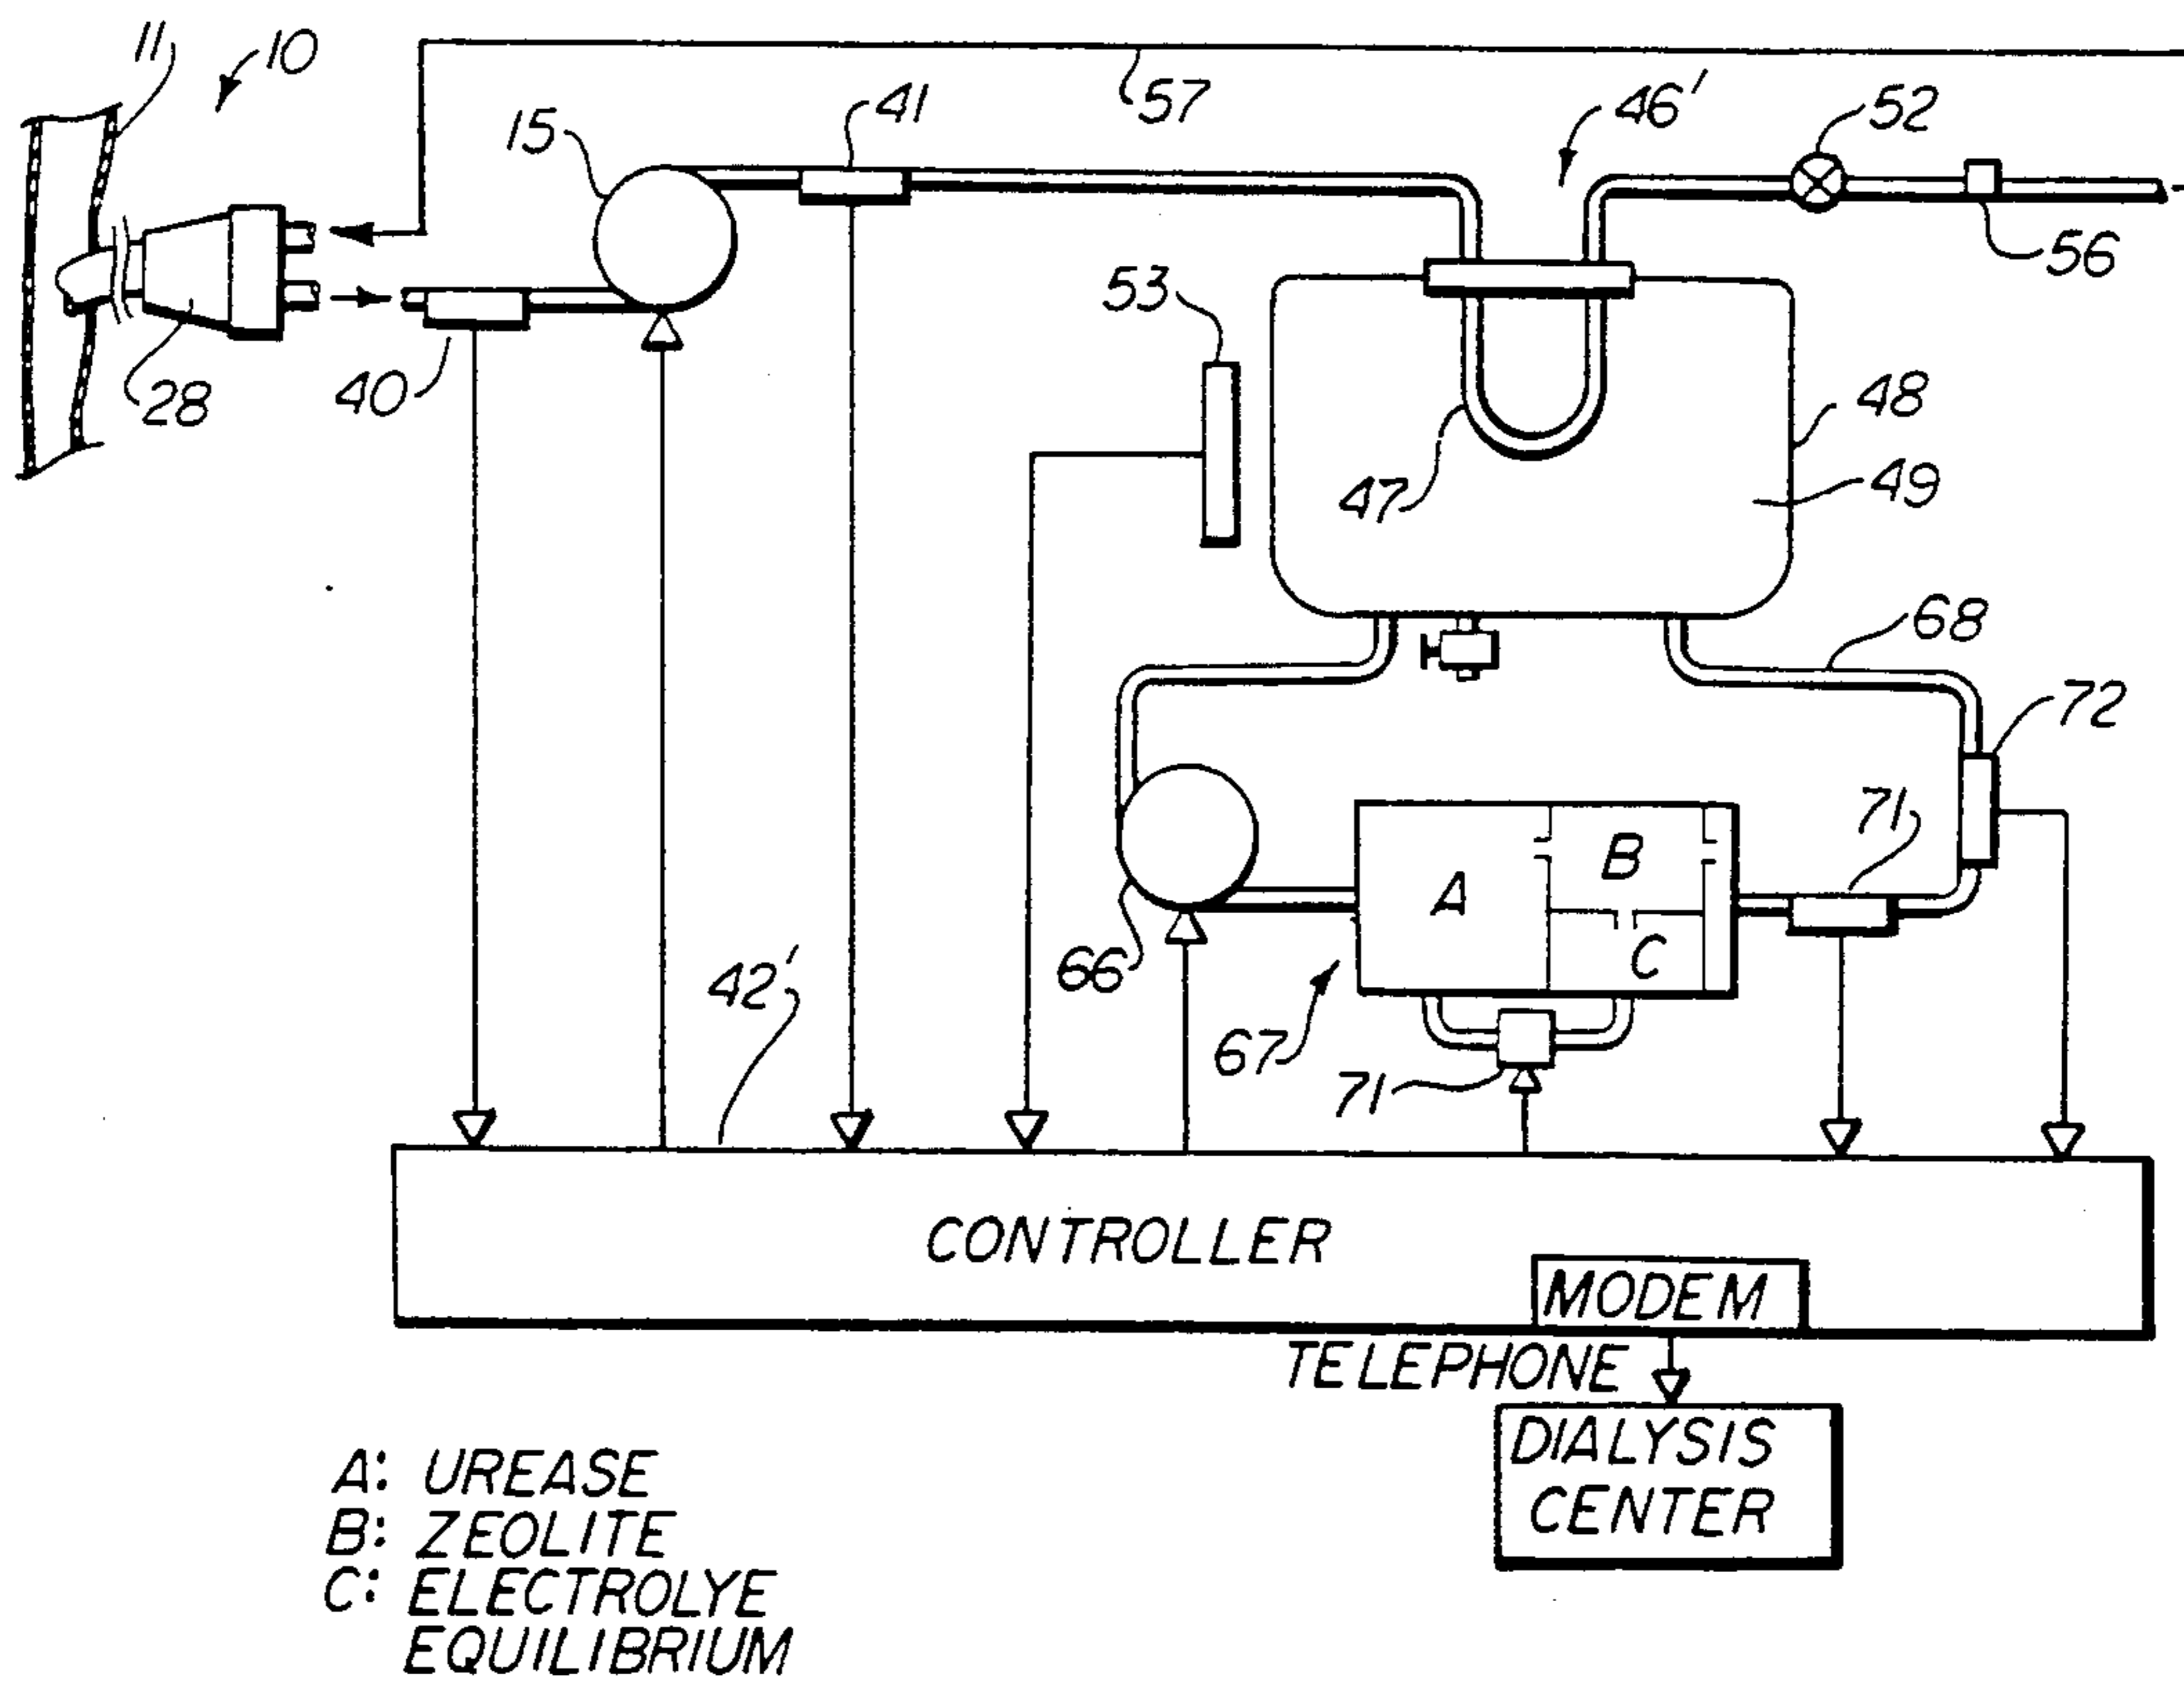 11
10
57
15
41
46'
52
56
53
40
28
48
47
49
68
72
71
A
B
C
66
42'
67
71
CONTROLLER
MODEM
TELEPHONE
DIALYSIS
CENTER
A: UREASE
B: ZEOLITE
C: ELECTROLYE
EQUILIBRIUM